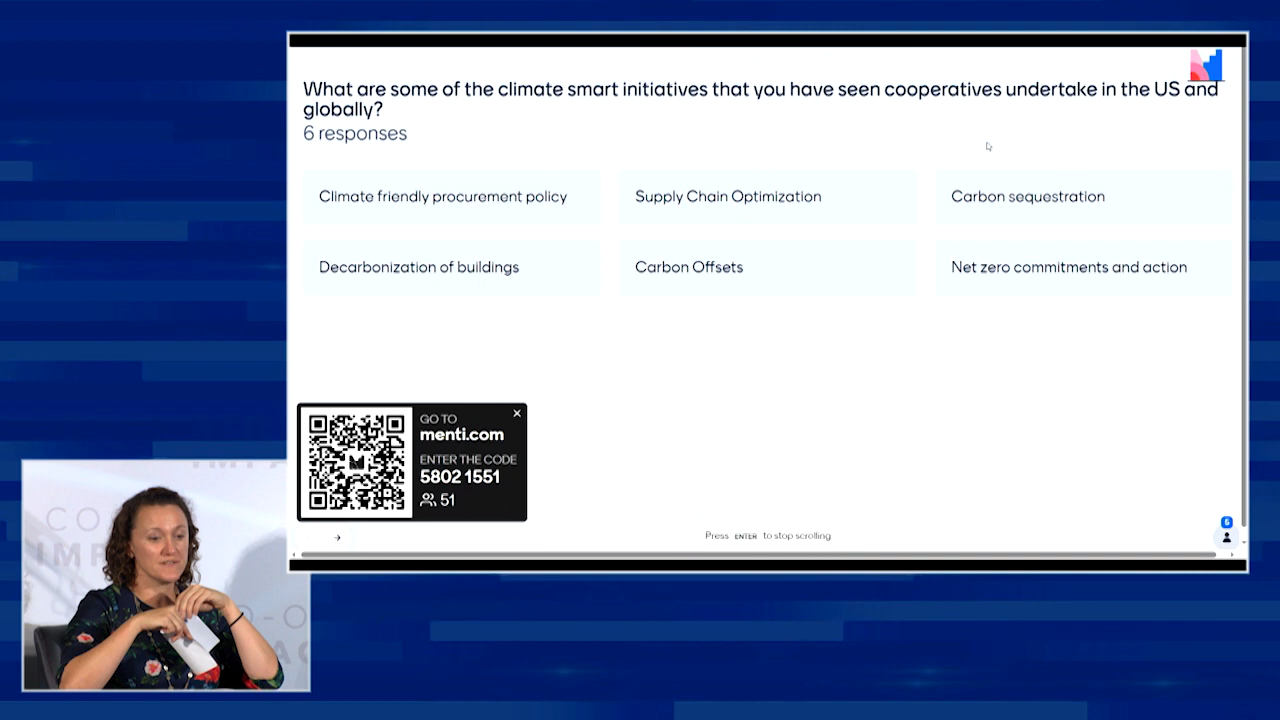 What are some of the climate smart initiatives that you have seen cooperatives undertake in the US and
globally?
6 responses
Climate friendly procurement policy
Supply Chain Optimization
Carbon sequestration
Decarbonization of buildings
Carbon Offsets
Net zero commitments and action
GO TO
menti.com
ENTER THE CODE
5802 1551
51
Press ENTER to stop scrolling
6